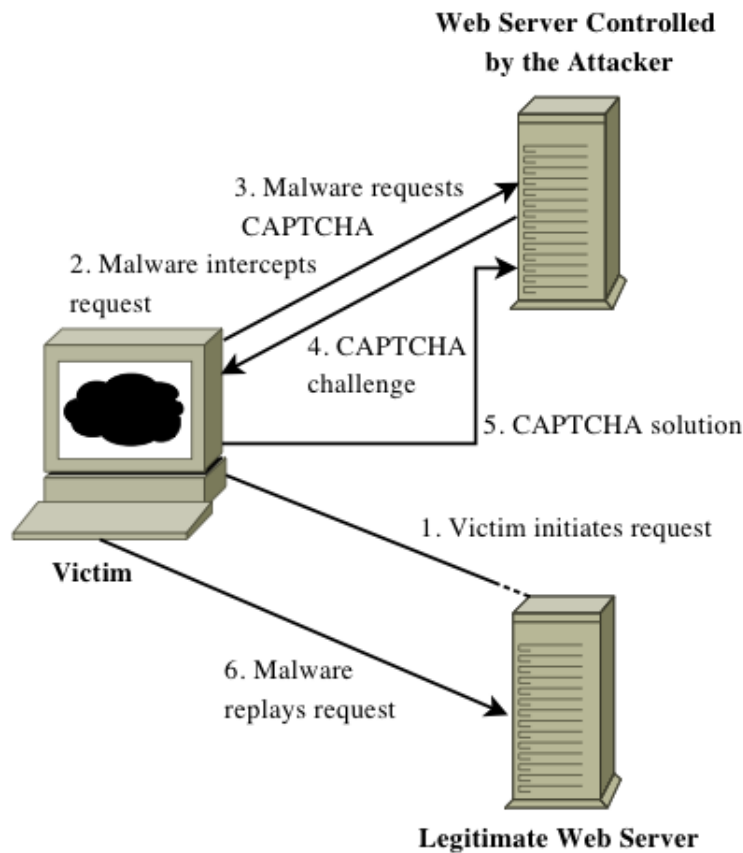 Web Server Controlled
by the Attacker
3. Malware requests
CAPTCHA
2. Malware intercepts
request
4. CAPTCHA
challenge
5. CAPTCHA solution
1. Victim initiates request
Victim
6. Malware
replays request
Legitimate Web Server